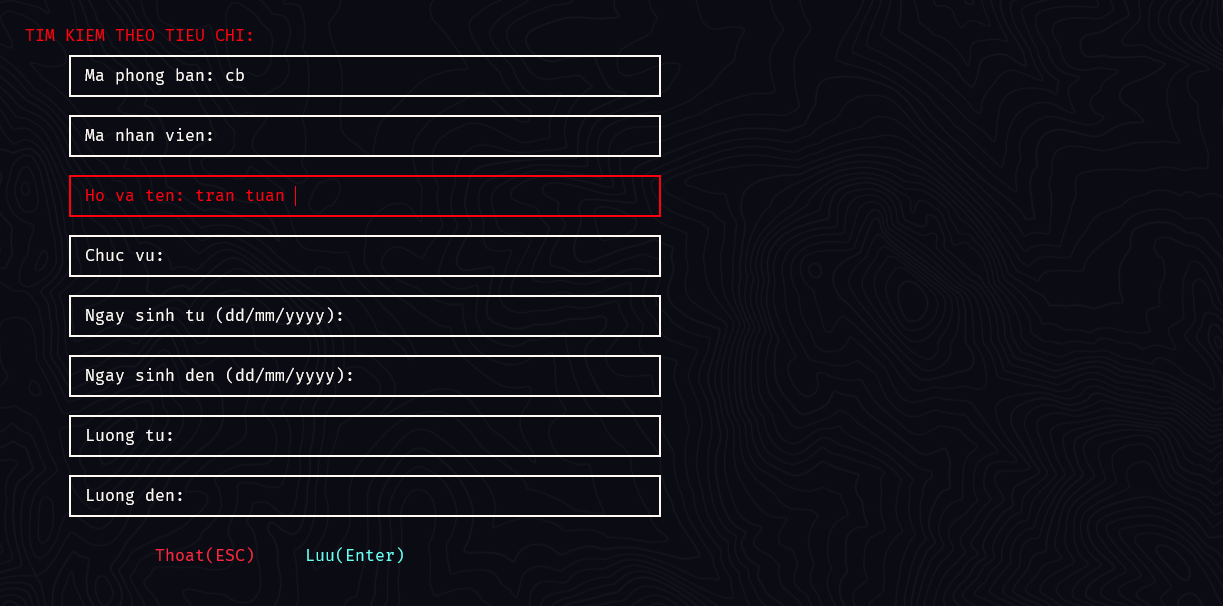 TIM KIEM THEO TIEU CHI:
Ma phong ban: cb
Ma nhan vien:
Ho va ten: tran tuan
Chuc vu:
Ngay sinh tu (dd/mm/yyyy):
Ngay sinh den (dd/mm/yyyy):
Luong tu:
Luong den:
Thoat(ESC) Luu(Enter)